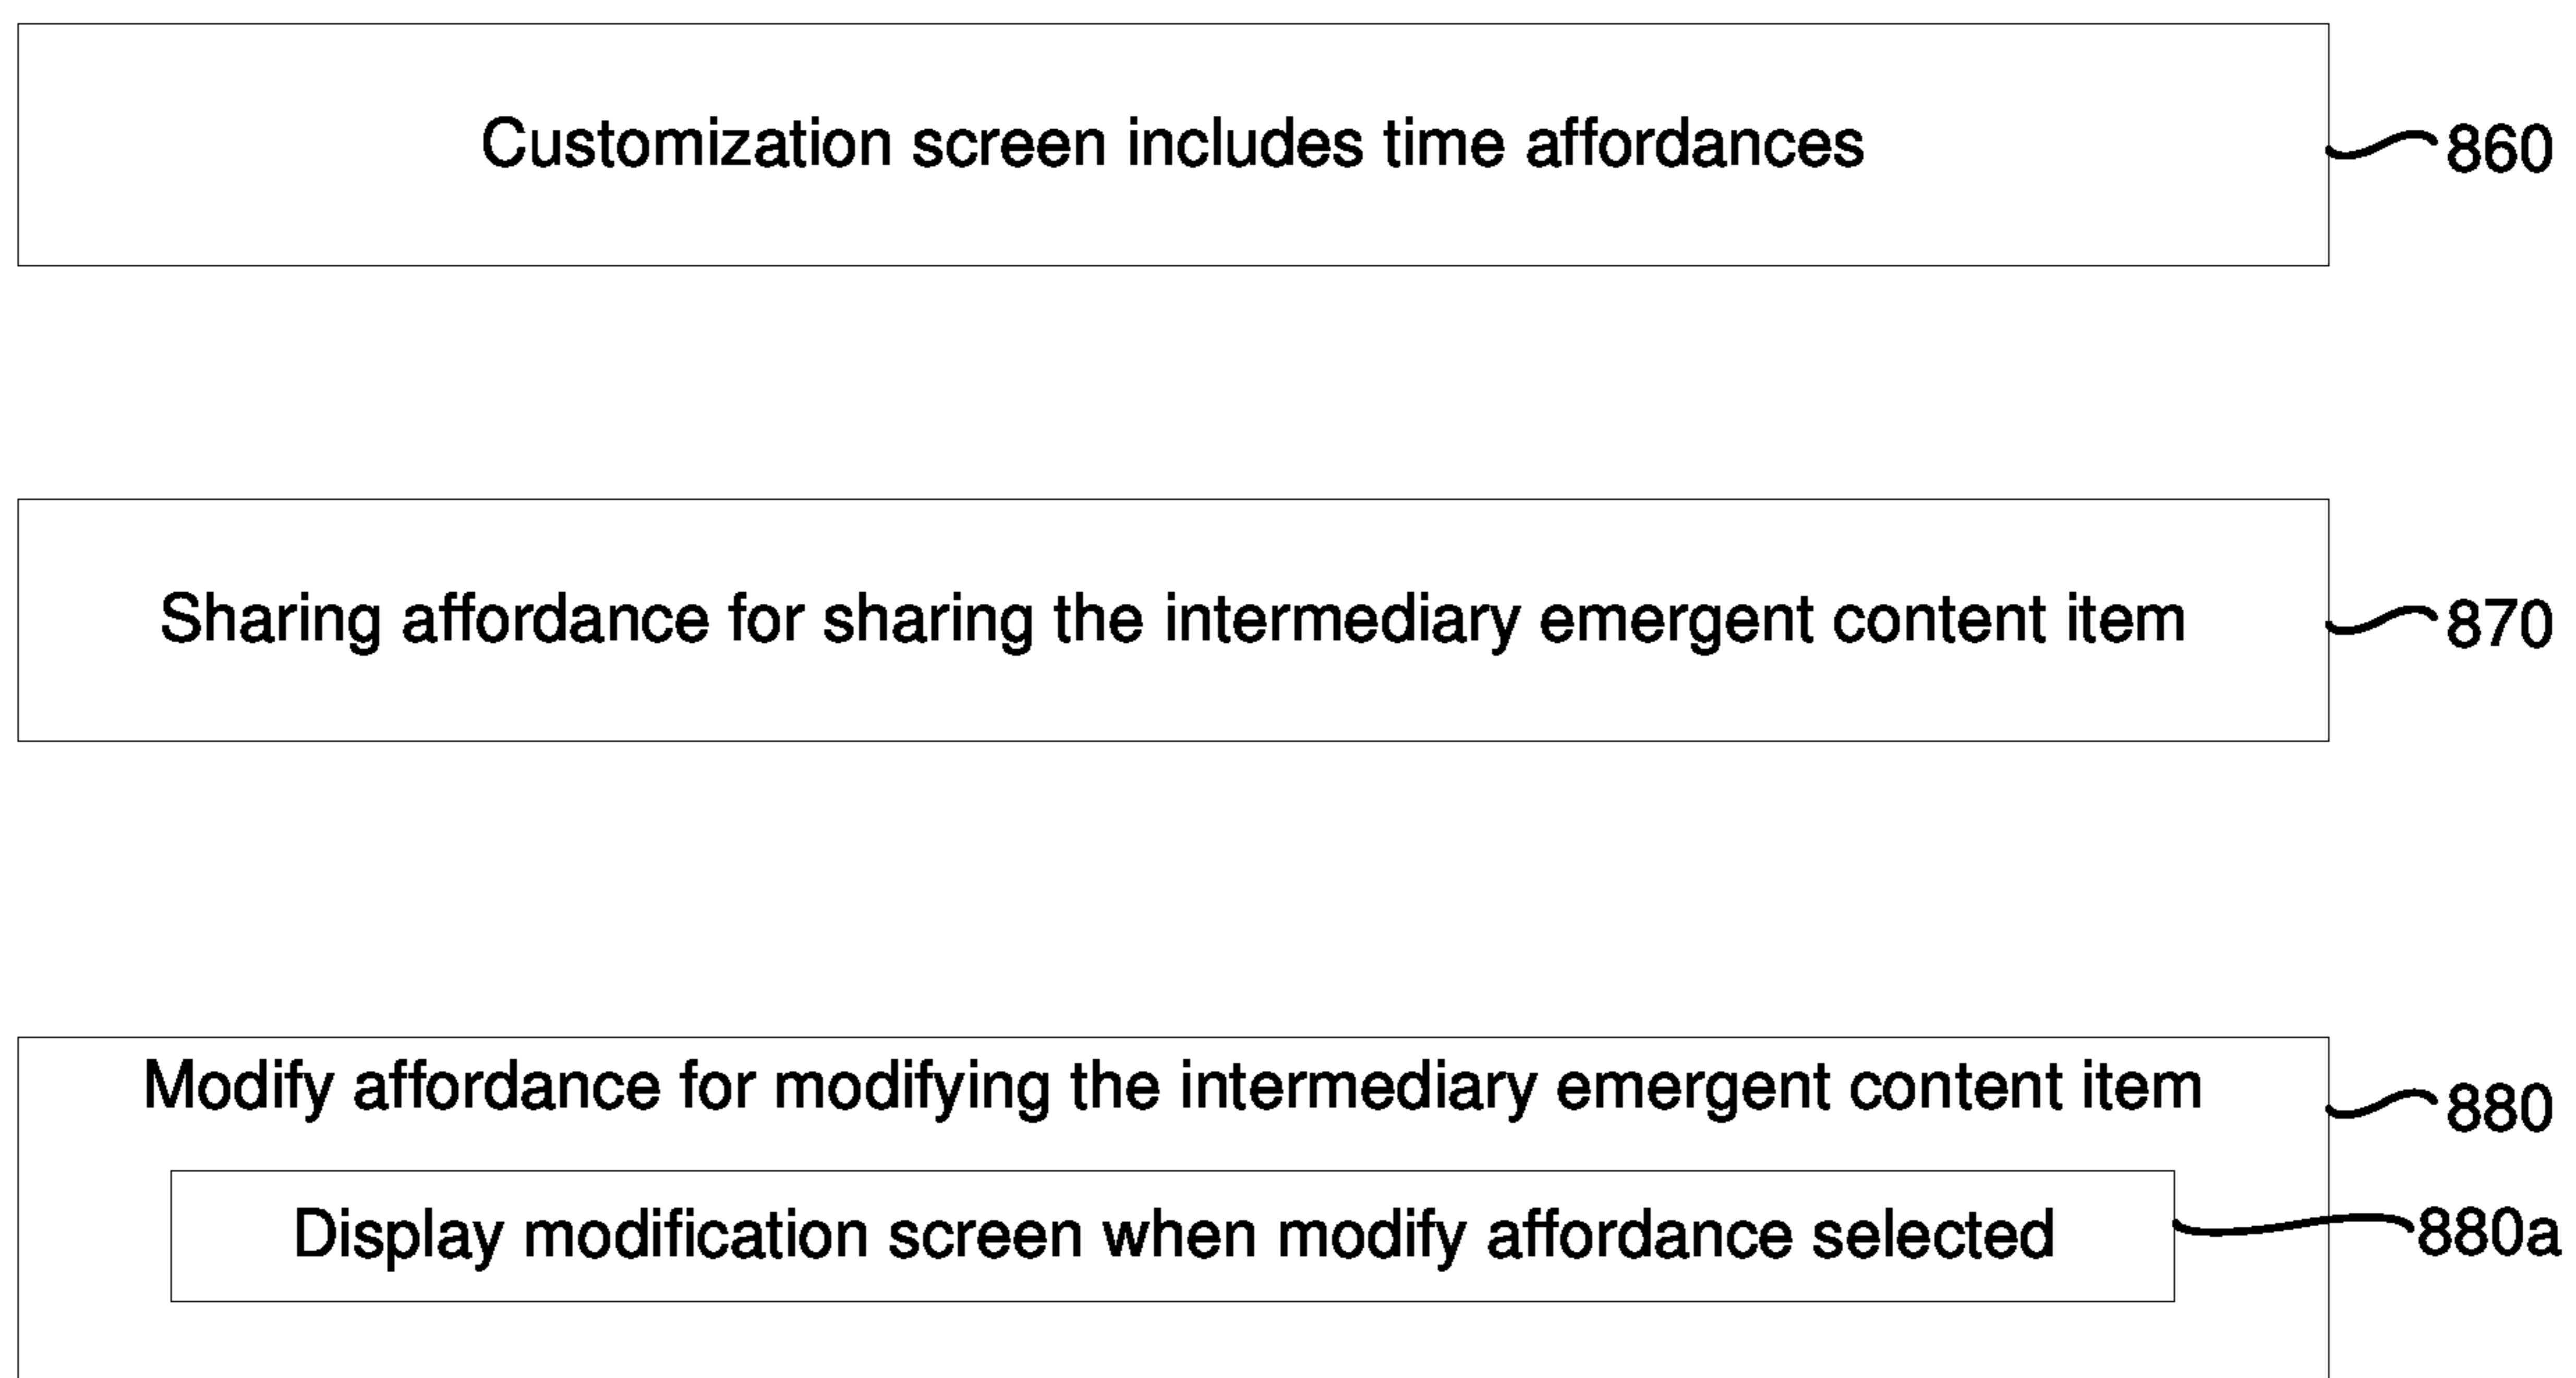 Customization screen includes time affordances
860
Sharing affordance for sharing the intermediary emergent content item
870
Modify affordance for modifying the intermediary emergent content item
880
Display modification screen when modify affordance selected
880a